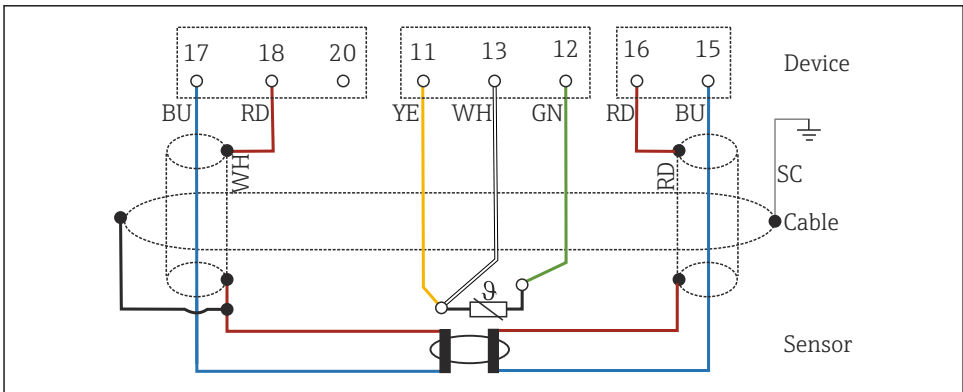 17 18 20 11 13 12 16 15
Device
BU RD YE WH GN RD BU
WH
RD
SC
Cable
ϑ
Sensor